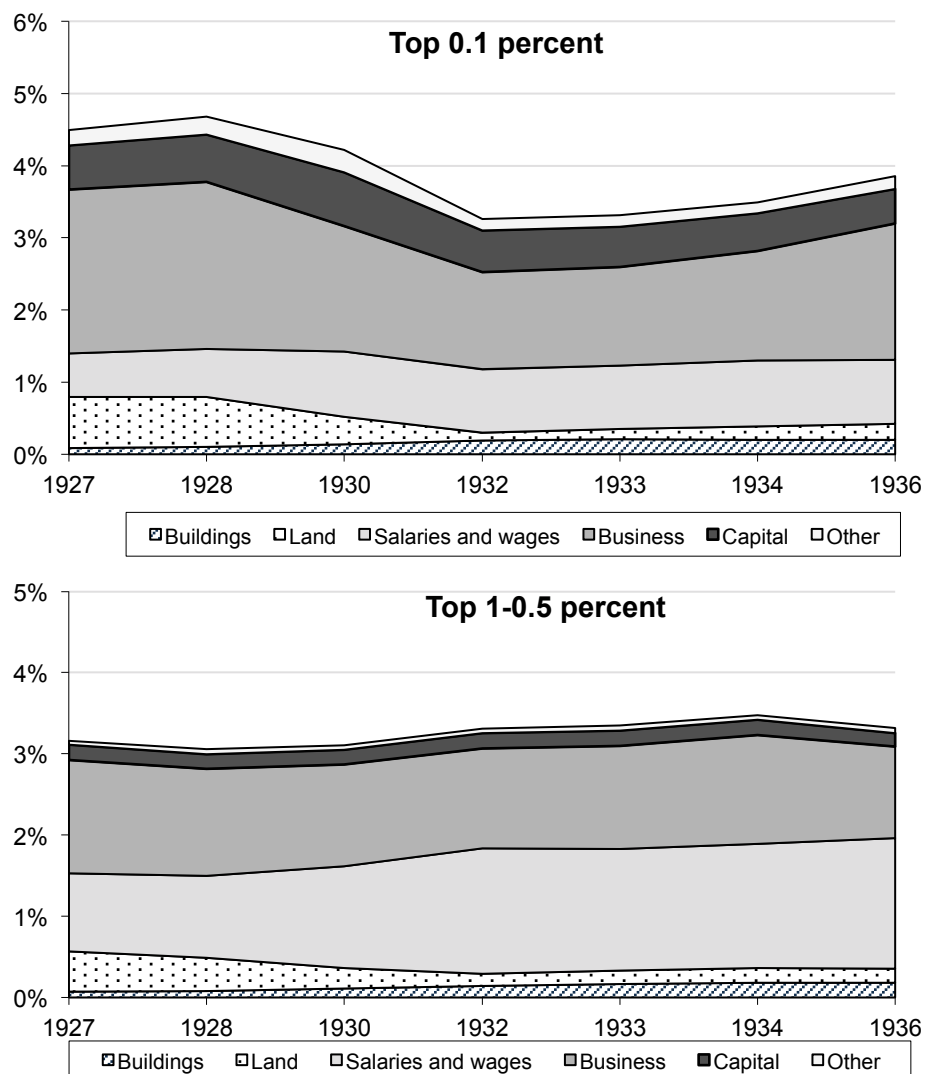 6%
Top 0.1 percent
5%
4%
3%
2%
1%
0%
1927 1928 1930 1932 1933 1934 1936
Buildings Land Salaries and wages Business Capital Other
5%
Top 1-0.5 percent
4%
3%
2%
1%
0%
1927 1928 1930 1932 1933 1934 1936
Buildings Land Salaries and wages Business Capital Other